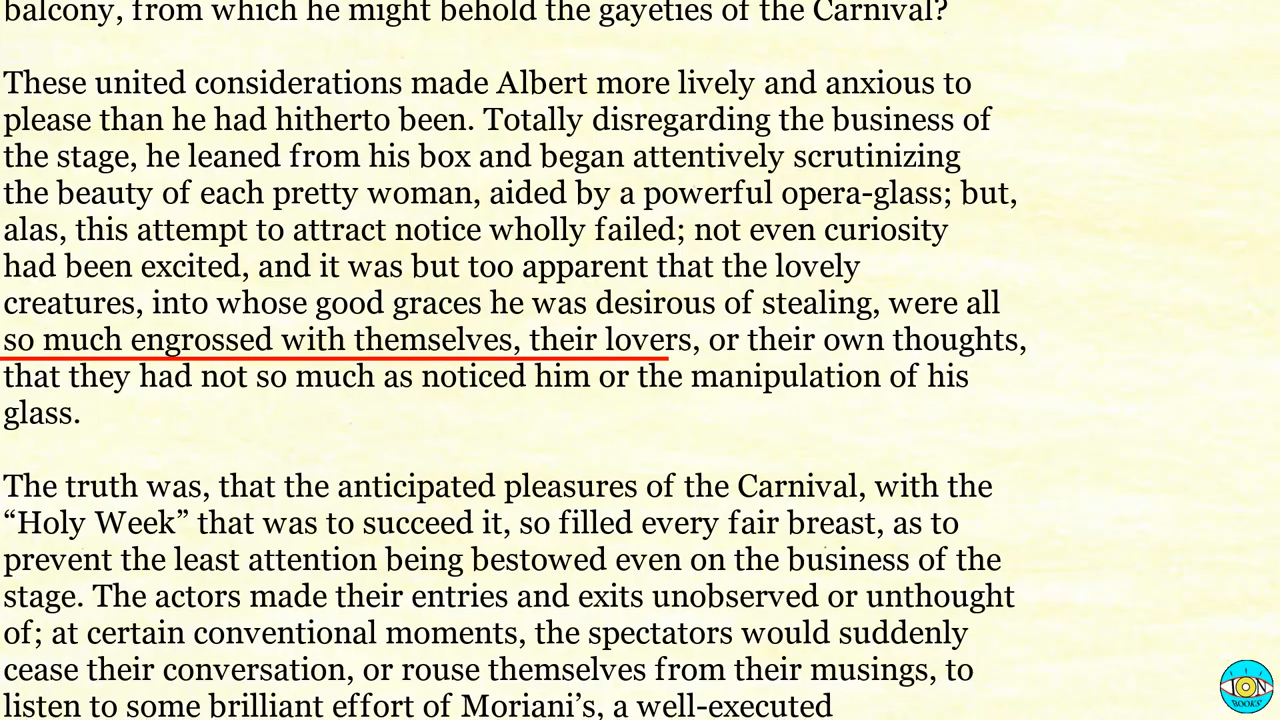 balcony, from which he might behold the gayeties of the Carnival?
These united considerations made Albert more lively and anxious to
please than he had hitherto been. Totally disregarding the business of
the stage, he leaned from his box and began attentively scrutinizing
the beauty of each pretty woman, aided by a powerful opera-glass; but,
alas, this attempt to attract notice wholly failed; not even curiosity
had been excited, and it was but too apparent that the lovely
creatures, into whose good graces he was desirous of stealing, were all
so much engrossed with themselves, their lovers, or their own thoughts,
that they had not so much as noticed him or the manipulation of his
glass.
The truth was, that the anticipated pleasures of the Carnival, with the
“Holy Week” that was to succeed it, so filled every fair breast, as to
prevent the least attention being bestowed even on the business of the
stage. The actors made their entries and exits unobserved or unthought
of; at certain conventional moments, the spectators would suddenly
cease their conversation, or rouse themselves from their musings, to
listen to some brilliant effort of Moriani’s, a well-executed
ION
BOOKS